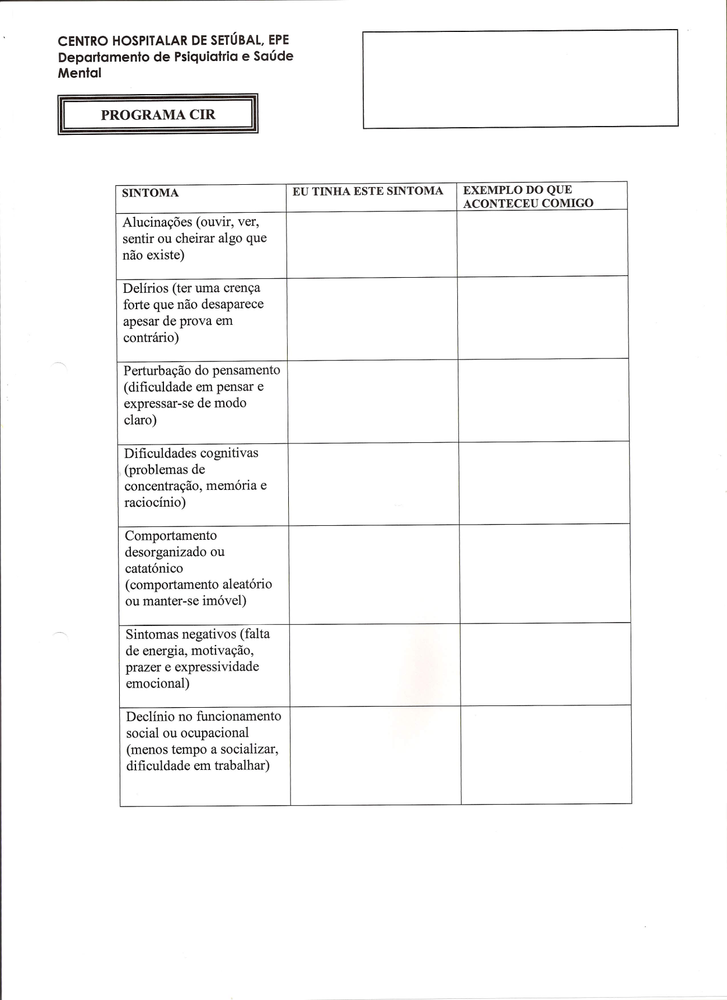 CENTRO HOSPITALAR DE SETÚBAL, EPE
Departamento de Psiquiatria e Saúde
Mental
PROGRAMA CIR
SINTOMA
EU TINHA ESTE SINTOMA
EXEMPLO DO QUE
ACONTECEU COMIGO
Alucinações (ouvir, ver,
sentir ou cheirar algo que
não existe)
Delírios (ter uma crença
forte que não desaparece
apesar de prova em
contrário)
Perturbação do pensamento
(dificuldade em pensar e
expressar-se de modo
claro)
Dificuldades cognitivas
(problemas de
concentração, memória e
raciocínio)
Comportamento
desorganizado ou
catatónico
(comportamento aleatório
ou manter-se imóvel)
Sintomas negativos (falta
de energia, motivação,
prazer e expressividade
emocional)
Declínio no funcionamento
social ou ocupacional
(menos tempo a socializar,
dificuldade em trabalhar)